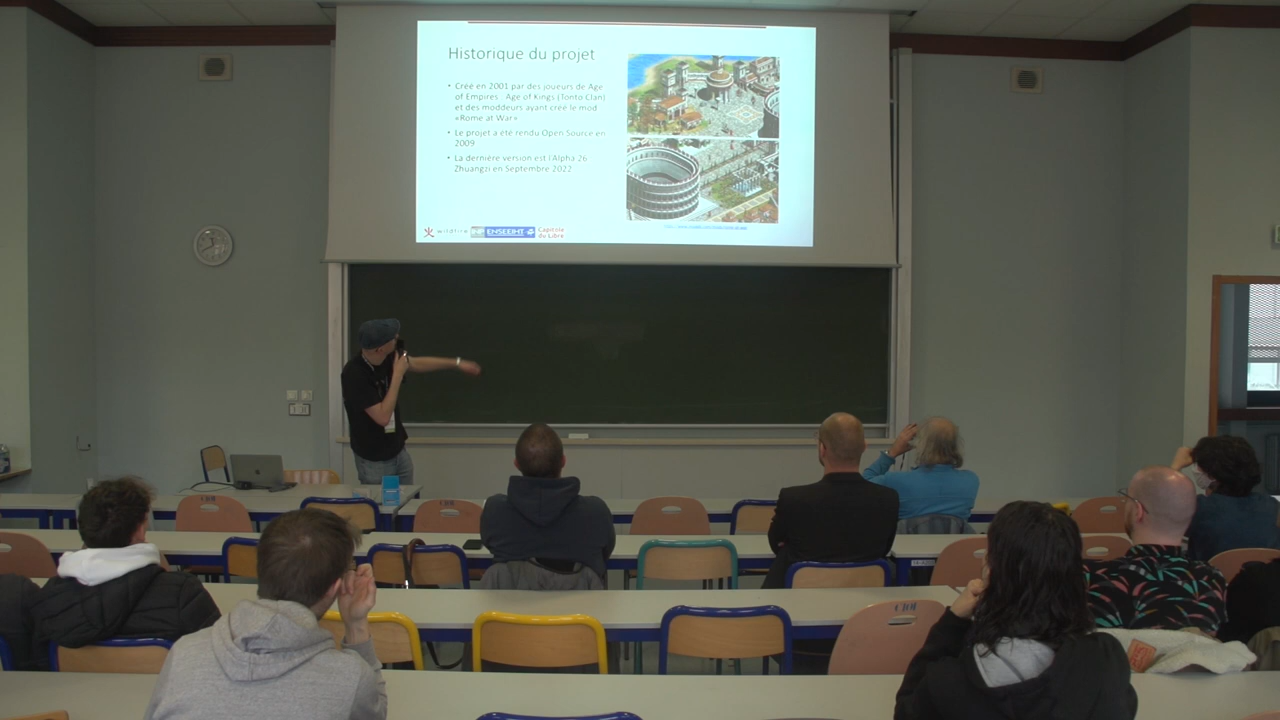 Historique du projet
• Créé en 2001 par des joueurs de Age
of Empires : Age of Kings (Tonto Clan)
et des moddeurs ayant créé le mod
«Rome at War»
• Le projet a été rendu Open Source en
2009
• La dernière version est l'Alpha 26
Zhuangzi en Septembre 2022
wildfire
INP ENSEEIHT
Capitole
du Libre